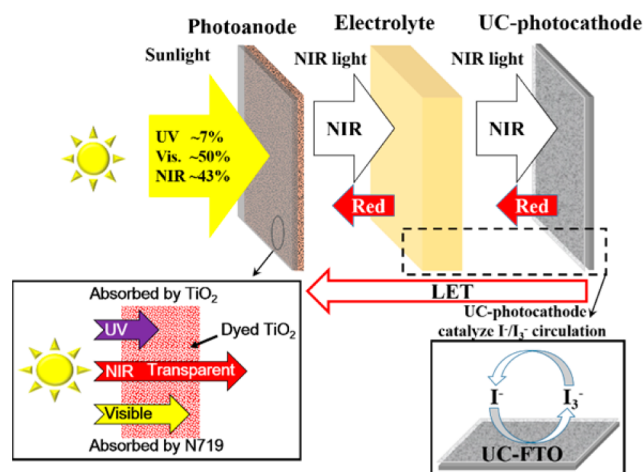 Photoanode
Electrolyte
UC-photocathode
Sunlight
NIR light
NIR light
UV ~7%
Vis. ~50%
NIR ~43%
NIR
NIR
Red
Red
LET
UC-photocathode
catalyze I⁻/I₃⁻ circulation
Absorbed by TiO₂
UV
Dyed TiO₂
NIR Transparent
Visible
Absorbed by N719
I⁻ I₃⁻
UC-FTO